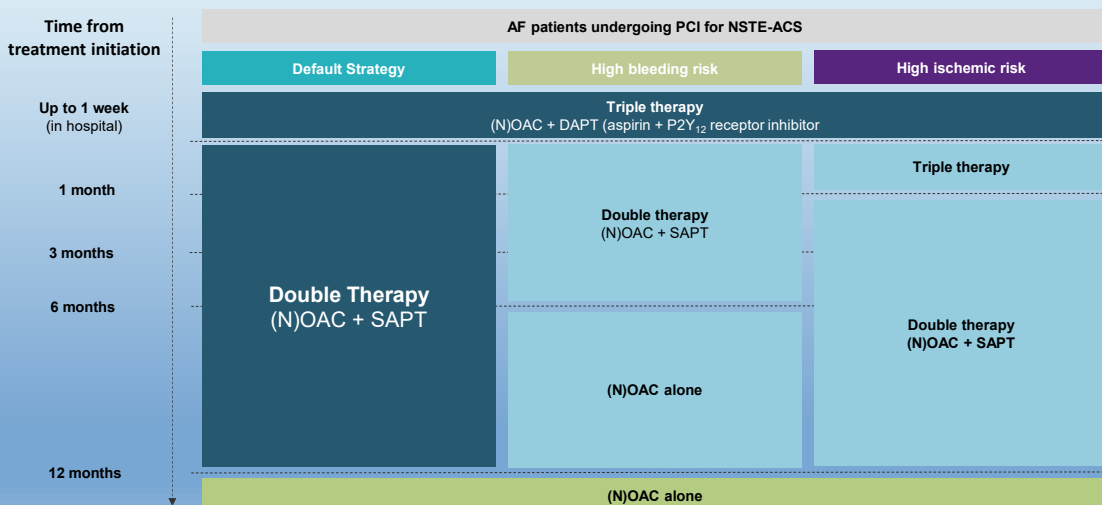 Time from
treatment initiation
AF patients undergoing PCI for NSTE-ACS
Default Strategy
High bleeding risk
High ischemic risk
Up to 1 week
(in hospital)
Triple therapy
(N)OAC + DAPT (aspirin + P2Y₁₂ receptor inhibitor
1 month
3 months
6 months
12 months
Double Therapy
(N)OAC + SAPT
Double therapy
(N)OAC + SAPT
(N)OAC alone
Triple therapy
Double therapy
(N)OAC + SAPT
(N)OAC alone